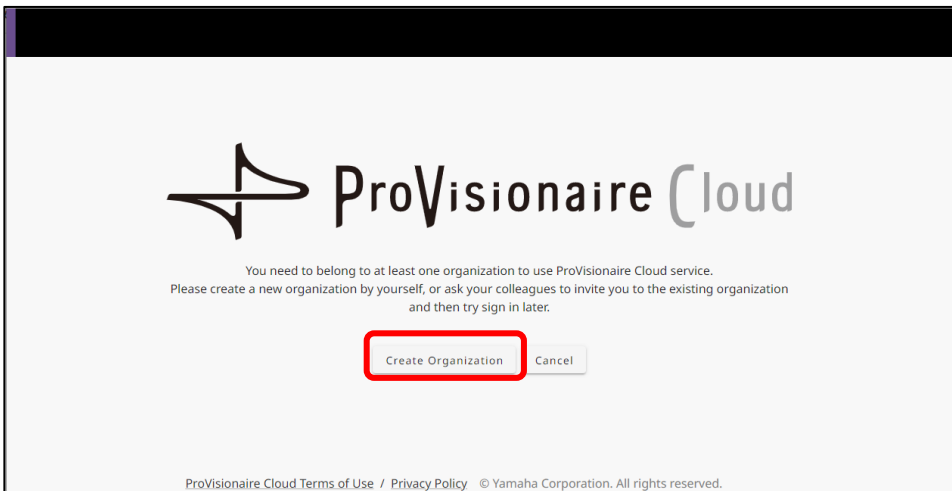 ProVisionaire Cloud
You need to belong to at least one organization to use ProVisionaire Cloud service.
Please create a new organization by yourself, or ask your colleagues to invite you to the existing organization
and then try sign in later.
Create Organization Cancel
ProVisionaire Cloud Terms of Use / Privacy Policy © Yamaha Corporation. All rights reserved.